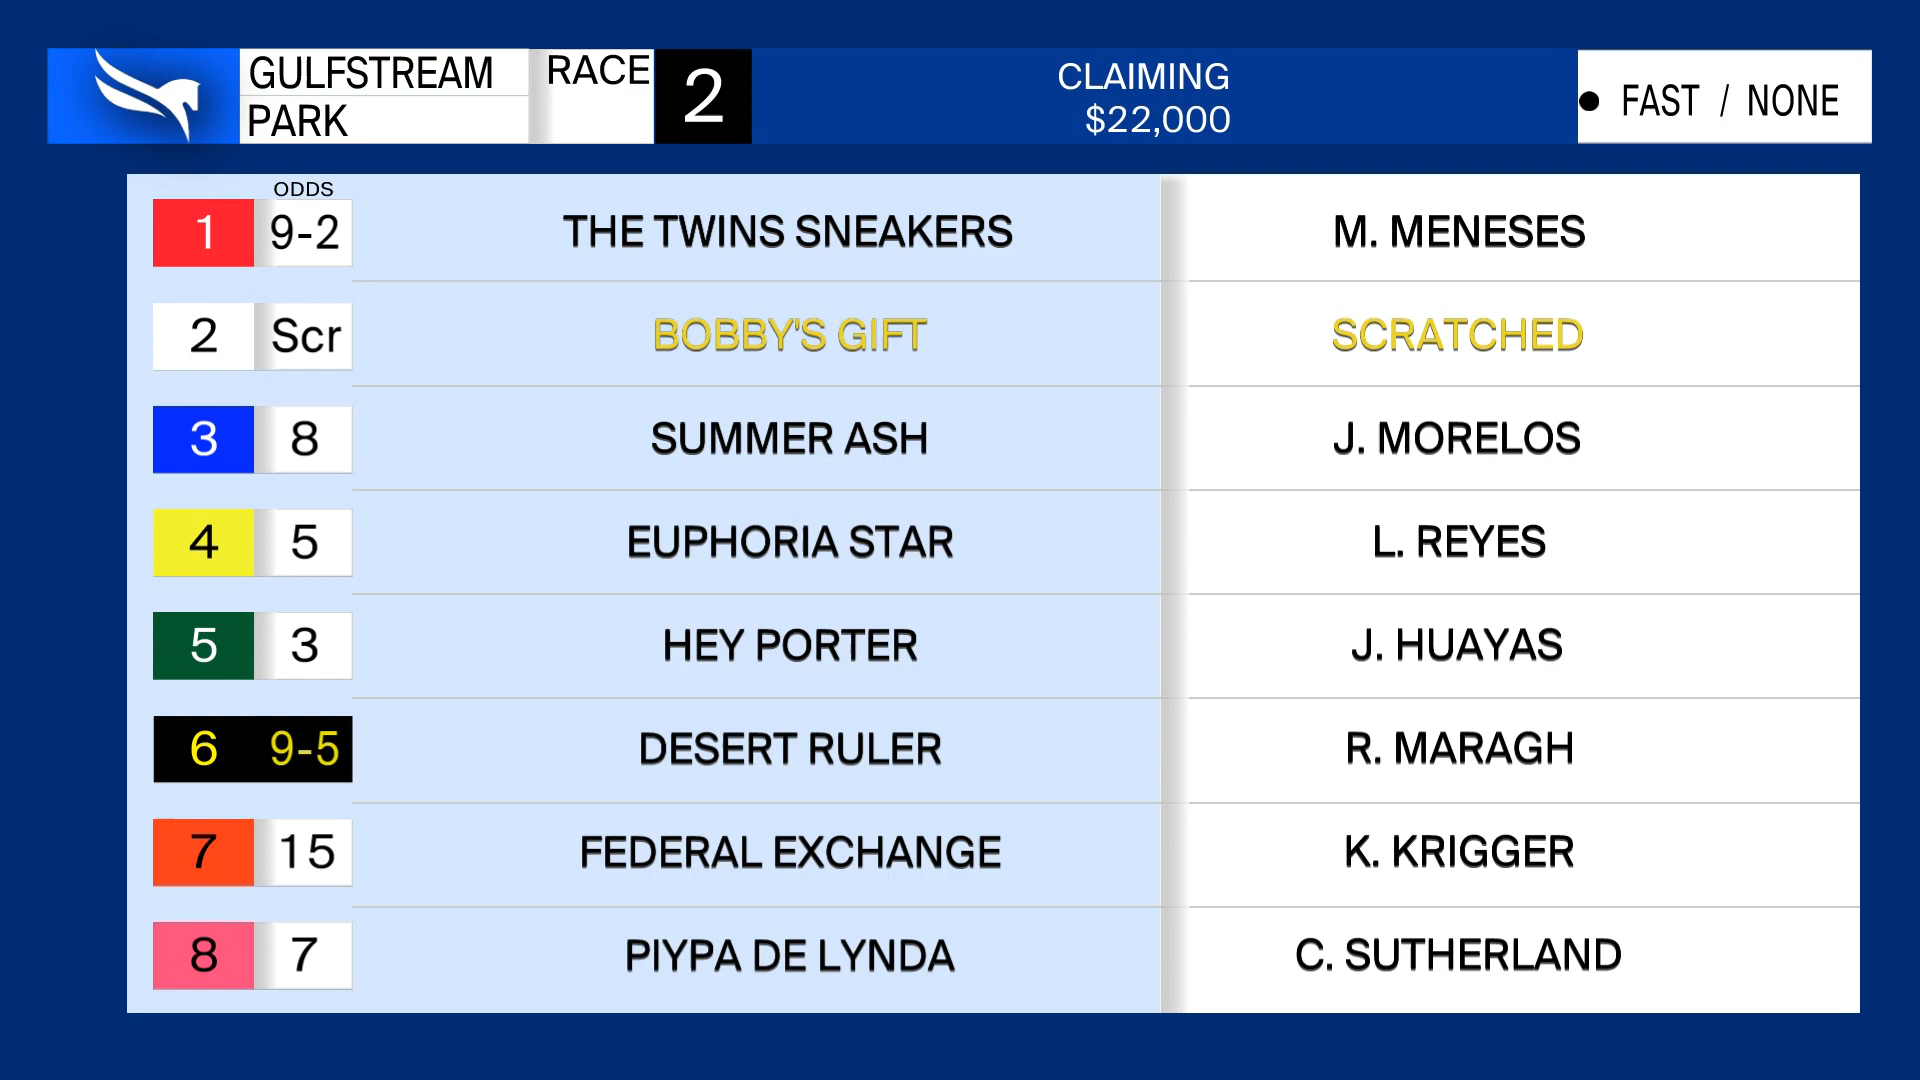 GULFSTREAM
PARK
RACE
2
CLAIMING
$22,000
• FAST / NONE
ODDS
1 9-2 THE TWINS SNEAKERS M. MENESES
2 Scr BOBBY'S GIFT SCRATCHED
3 8 SUMMER ASH J. MORELOS
4 5 EUPHORIA STAR L. REYES
5 3 HEY PORTER J. HUAYAS
6 9-5 DESERT RULER R. MARAGH
7 15 FEDERAL EXCHANGE K. KRIGGER
8 7 PIYPA DE LYNDA C. SUTHERLAND